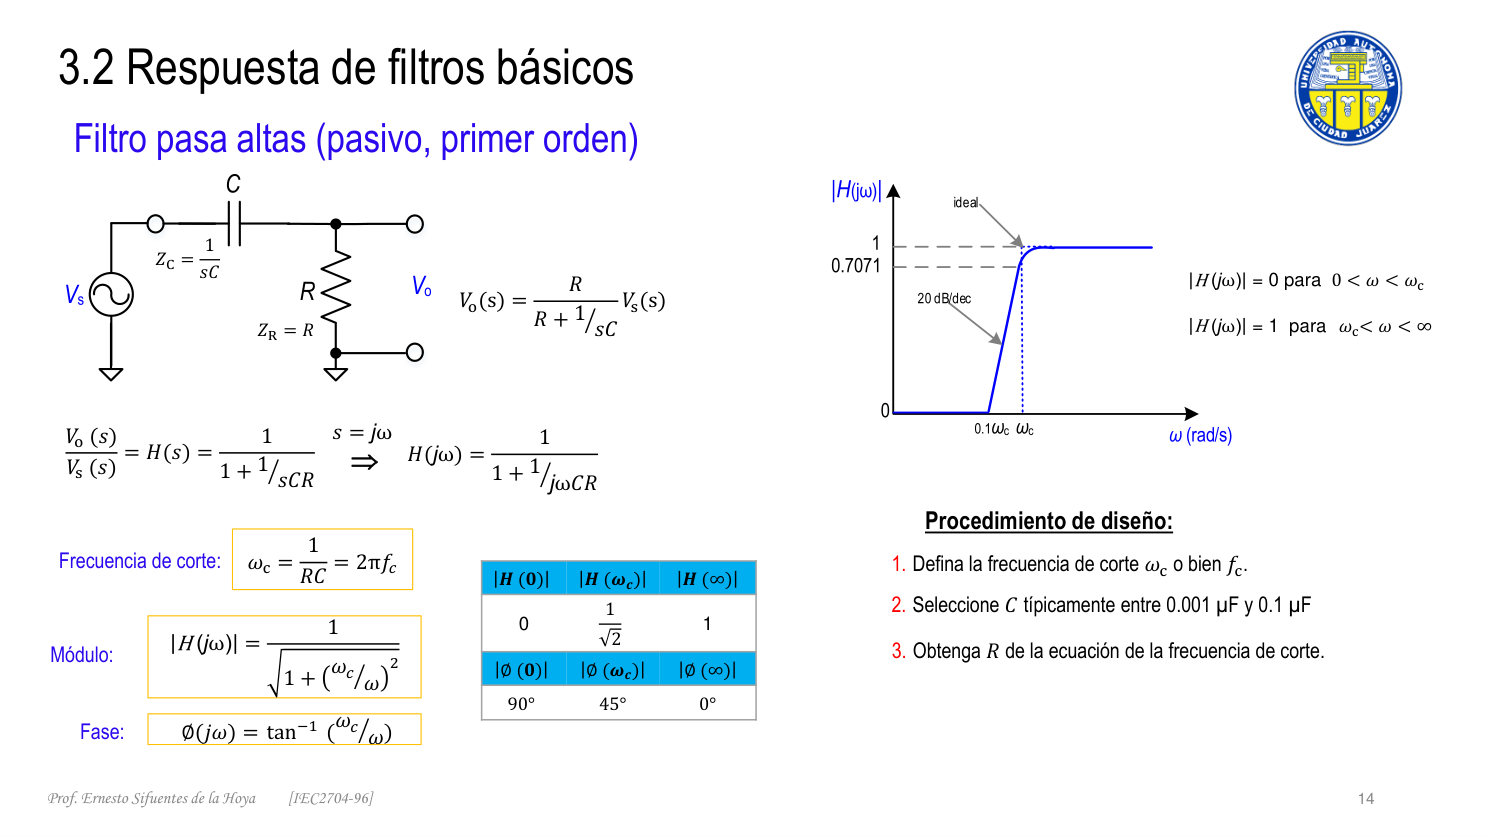 3.2 Respuesta de filtros básicos
UNIVERSIDAD AUTONOMA
DE CIUDAD JUAREZ
Filtro pasa altas (pasivo, primer orden)
C
Z_C = 1/sC
V_s
R
Z_R = R
V_o
V_o(s) = R / (R + 1/sC) V_s(s)
|H(jω)|
ideal
1
0.7071
20 dB/dec
0
0.1ω_c ω_c
ω (rad/s)
|H(jω)| = 0 para 0 < ω < ω_c
|H(jω)| = 1 para ω_c < ω < ∞
V_o (s) / V_s (s) = H(s) = 1 / (1 + 1/sCR) s = jω ⇒ H(jω) = 1 / (1 + 1/jωCR)
Frecuencia de corte: ω_c = 1/RC = 2πf_c
Módulo: |H(jω)| = 1 / √(1 + (ω_c/ω)²)
Fase: ∅(jω) = tan⁻¹ (ω_c/ω)
|H (0)| |H (ω_c)| |H (∞)|
0 1/√2 1
|∅ (0)| |∅ (ω_c)| |∅ (∞)|
90° 45° 0°
Procedimiento de diseño:
1. Defina la frecuencia de corte ω_c o bien f_c.
2. Seleccione C típicamente entre 0.001 µF y 0.1 µF
3. Obtenga R de la ecuación de la frecuencia de corte.
Prof. Ernesto Sifuentes de la Hoya [IEC2704-96]
14